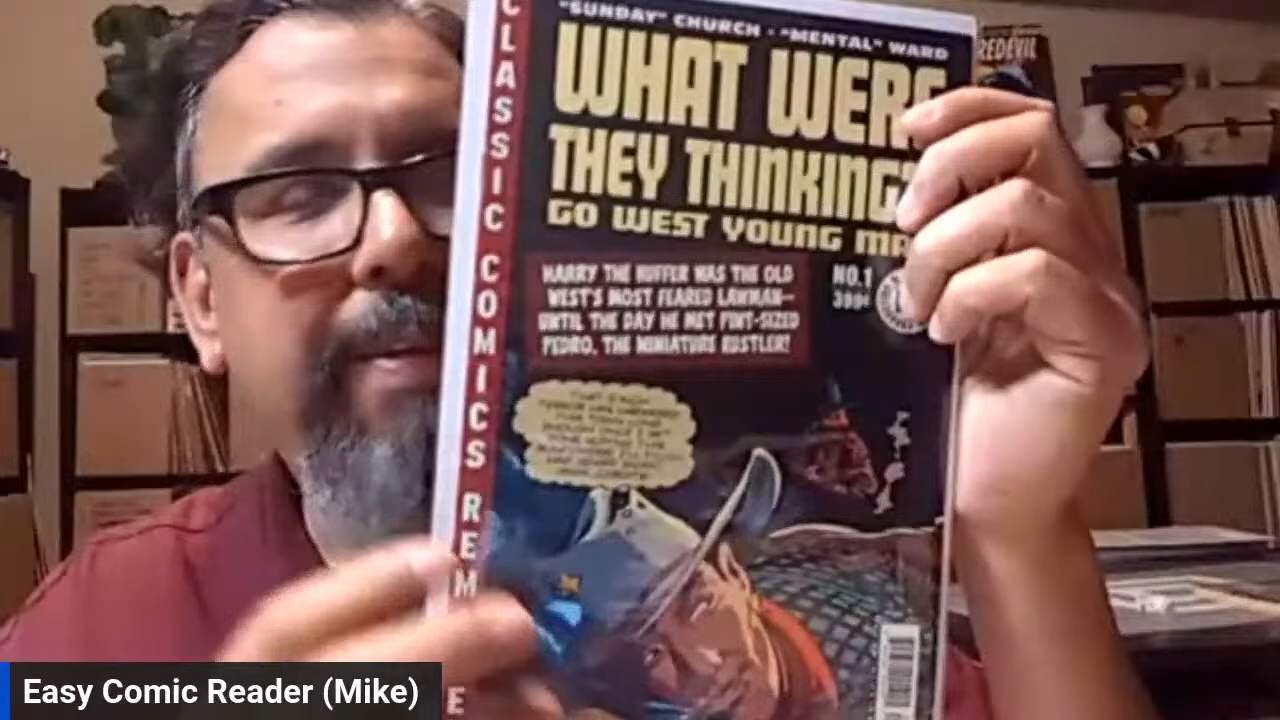 "SUNDAY" CHURCH · "MENTAL" WARD
WHAT WERE
THEY THINKING?
GO WEST YOUNG MA
CLASSIC COMICS REM
E
HARRY THE HUFFER WAS THE OLD
WEST'S MOST FEARED LAWMAN—
UNTIL THE DAY HE MET PINT-SIZED
PEDRO, THE MINIATURE RUSTLER!
NO.1
399¢
REDEVIL
Easy Comic Reader (Mike)